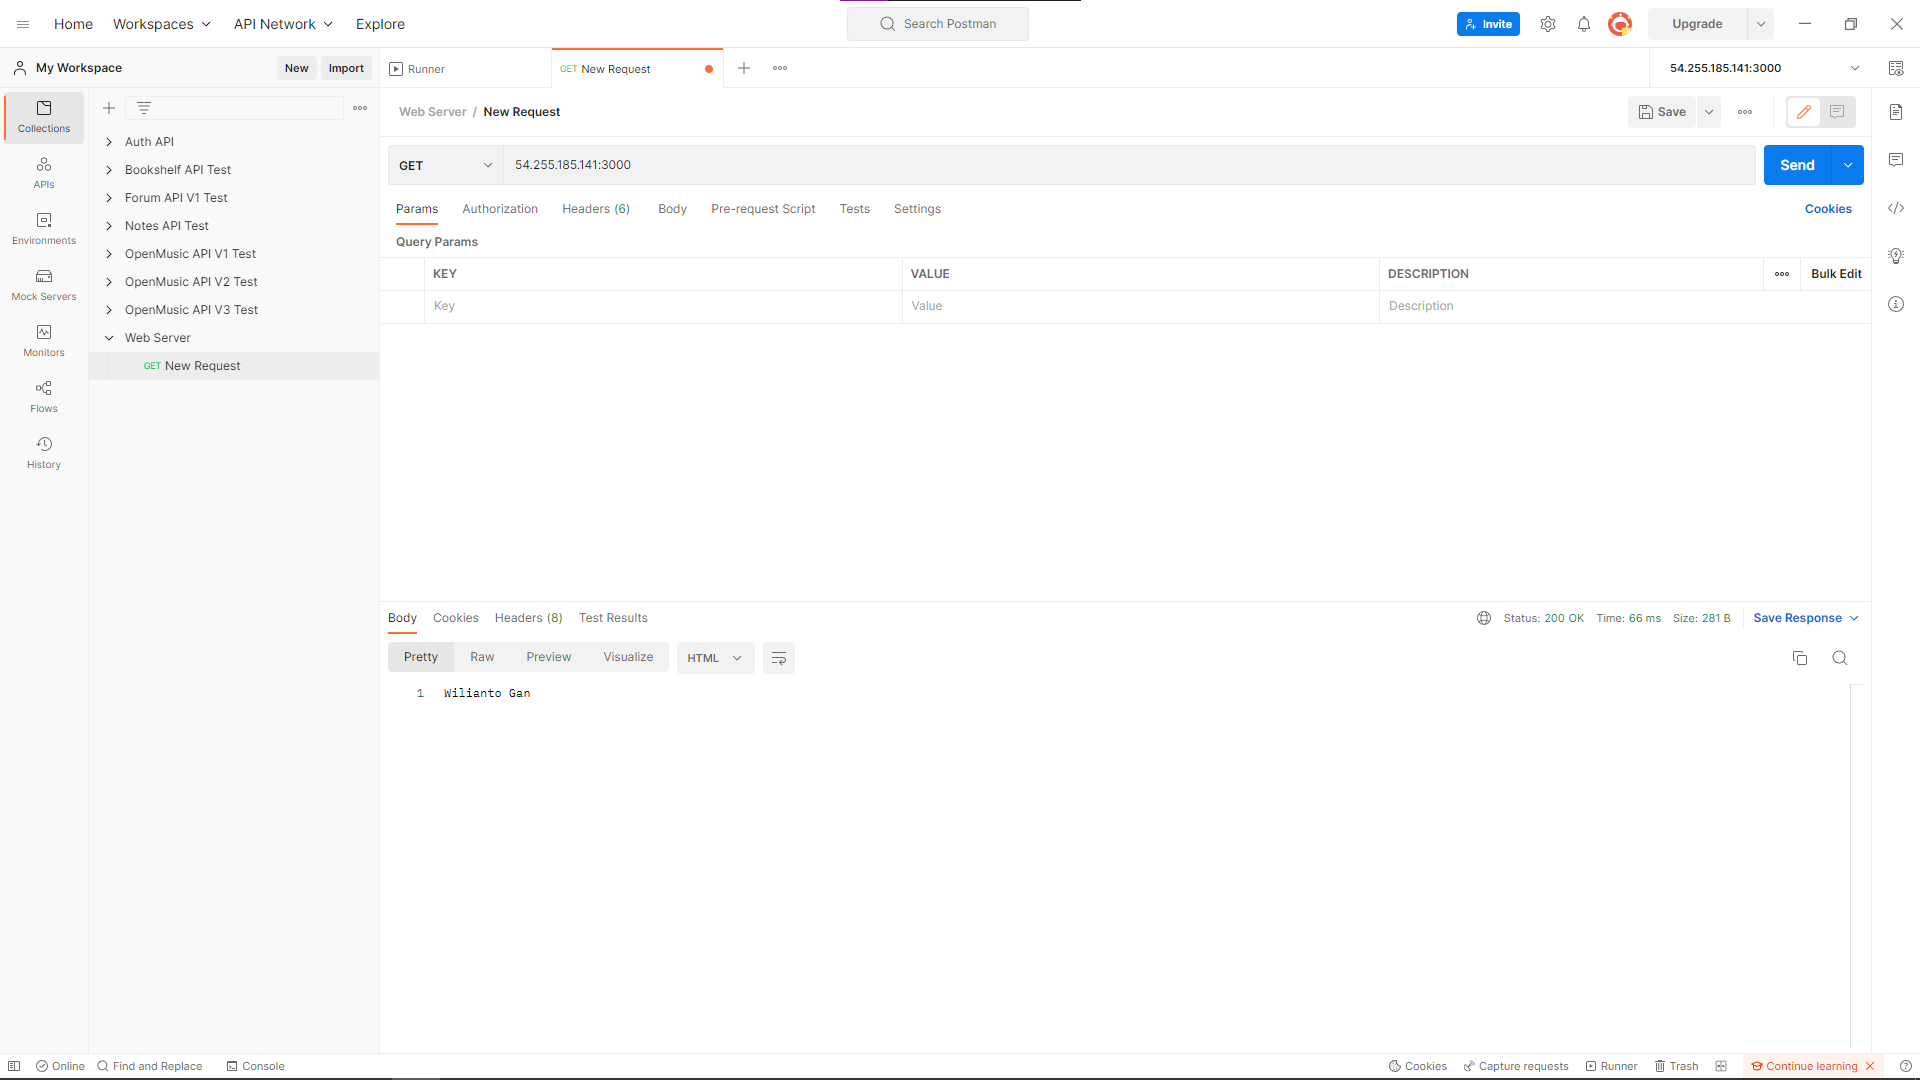 Home Workspaces API Network Explore Search Postman Invite Upgrade
My Workspace New Import Runner GET New Request 54.255.185.141:3000
Web Server / New Request Save
Collections
APIs
Environments
Mock Servers
Monitors
Flows
History
Auth API
Bookshelf API Test
Forum API V1 Test
Notes API Test
OpenMusic API V1 Test
OpenMusic API V2 Test
OpenMusic API V3 Test
Web Server
GET New Request
GET 54.255.185.141:3000 Send
Params Authorization Headers (6) Body Pre-request Script Tests Settings Cookies
Query Params
KEY VALUE DESCRIPTION Bulk Edit
Key Value Description
Body Cookies Headers (8) Test Results Status: 200 OK Time: 66 ms Size: 281 B Save Response
Pretty Raw Preview Visualize HTML
1 Wilianto Gan
Online Find and Replace Console Cookies Capture requests Runner Trash Continue learning